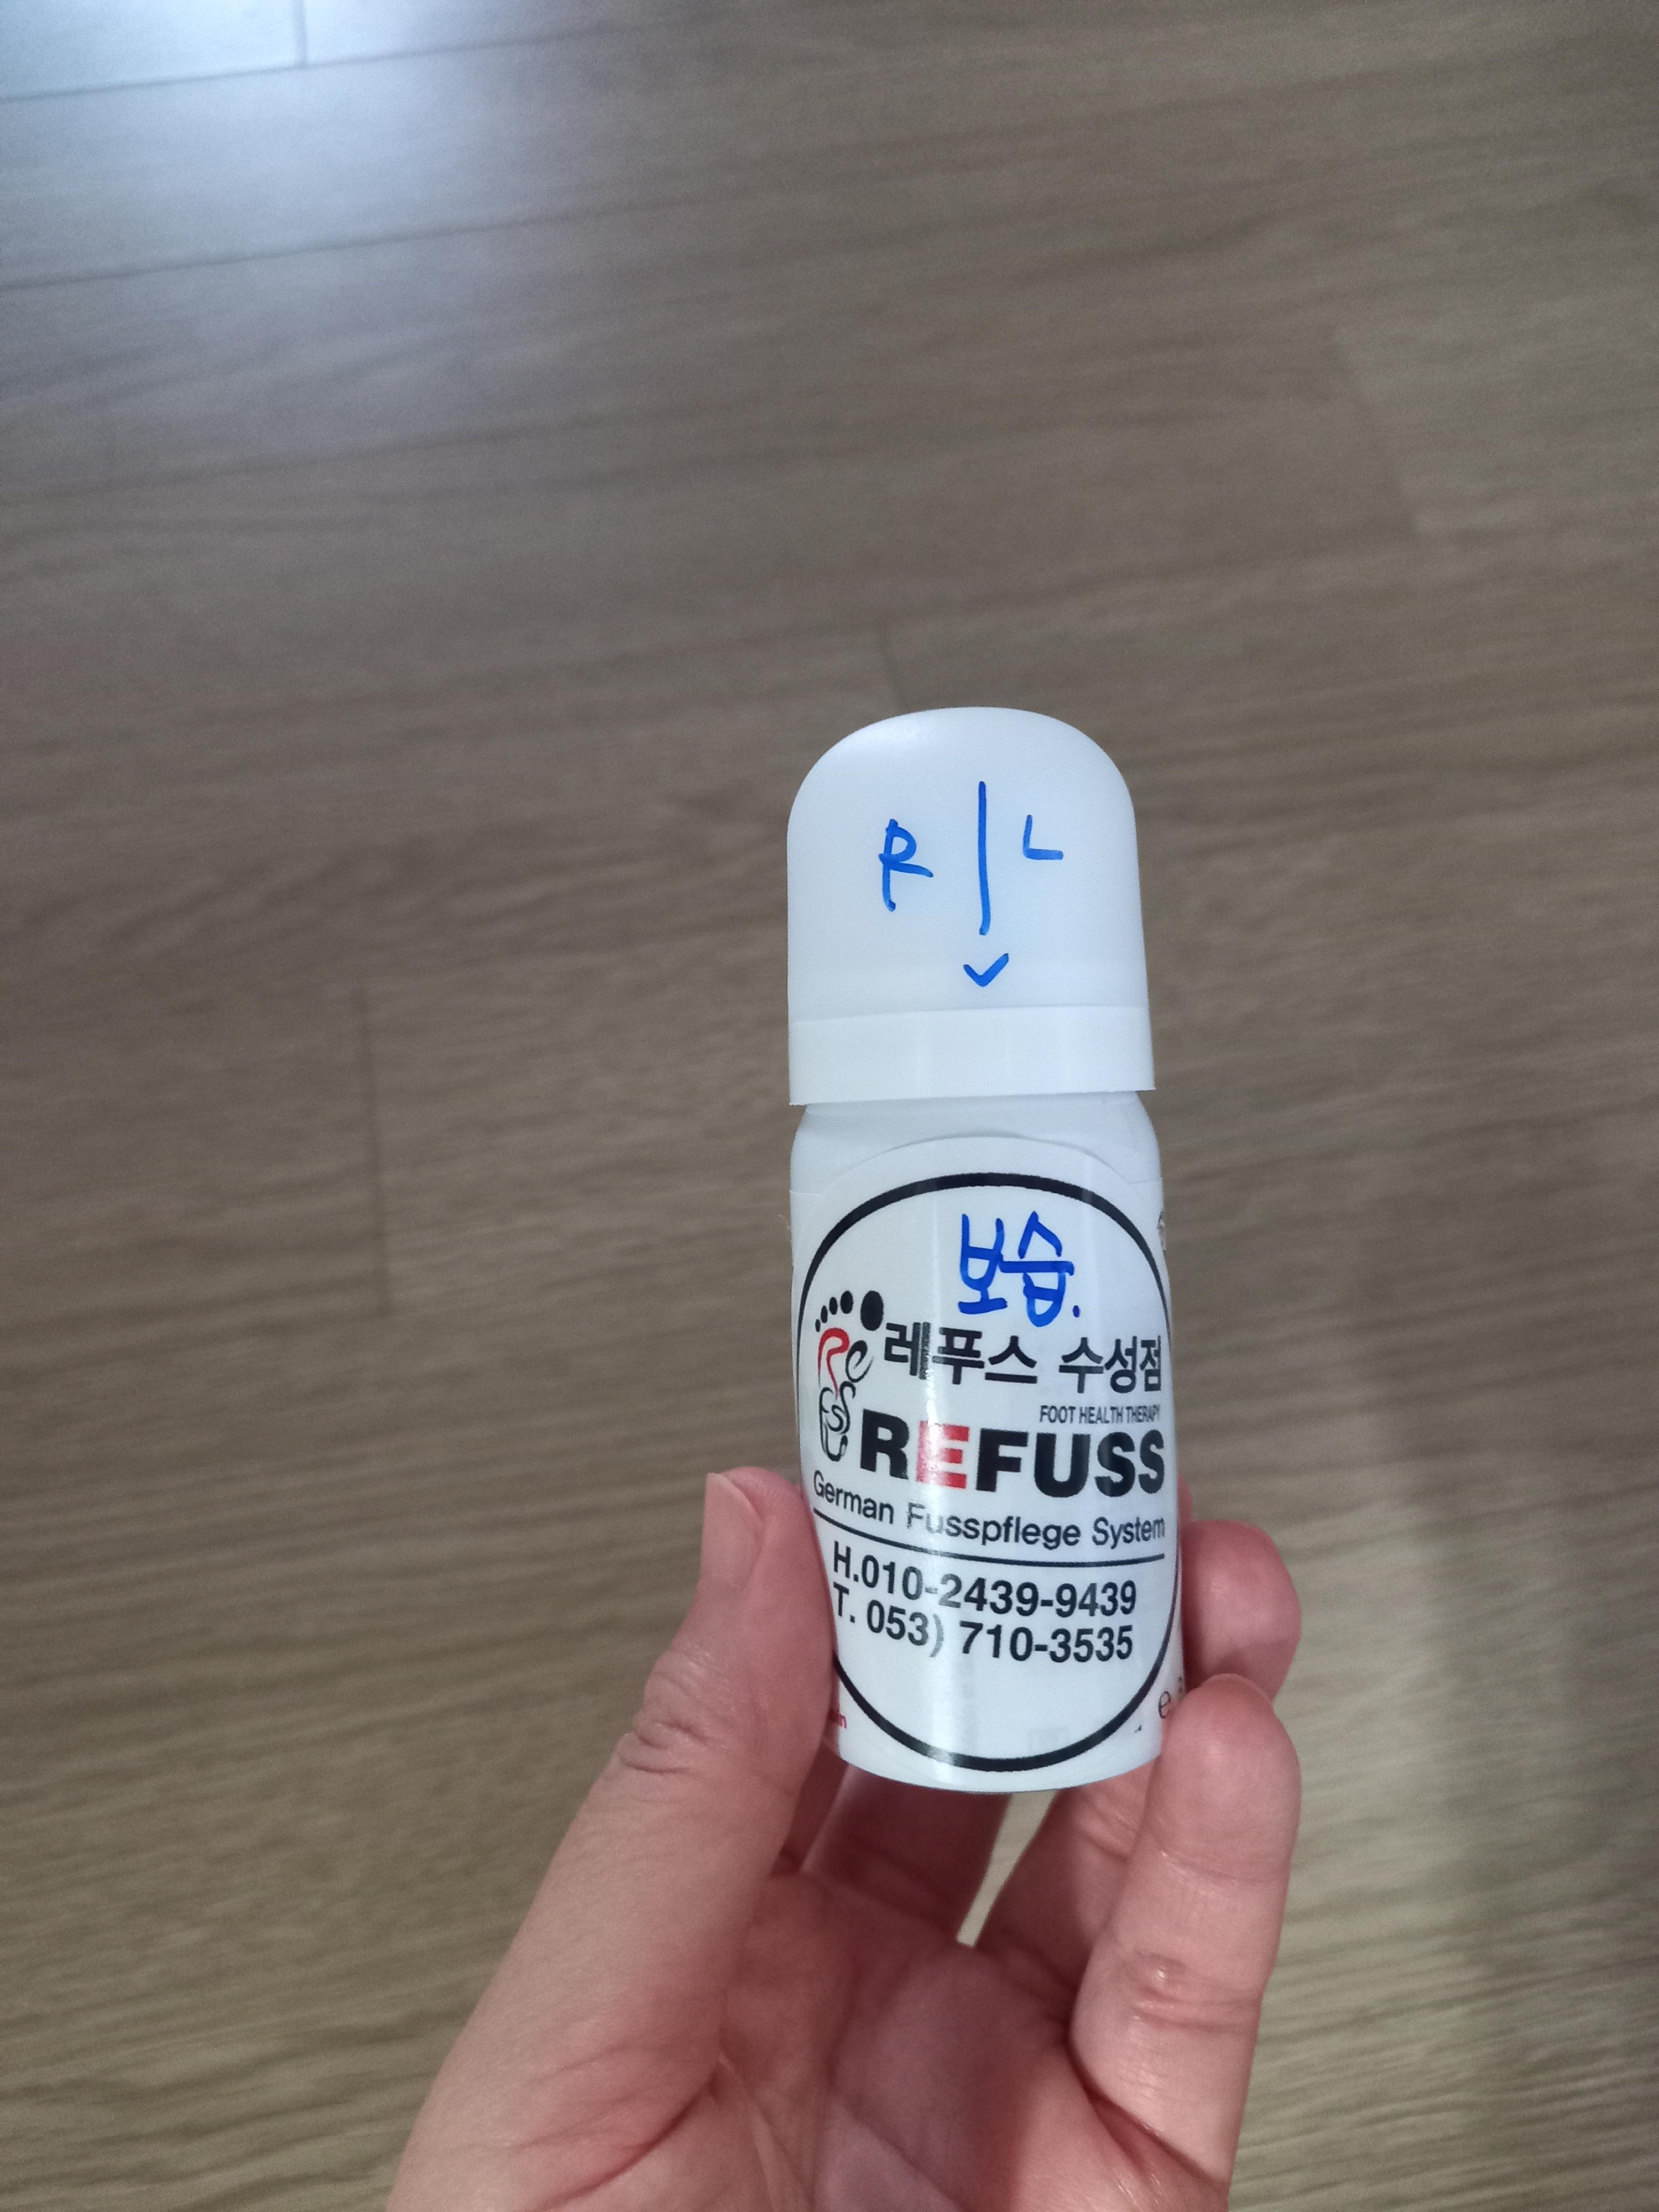 R | L
✓
보습.
레푸스 수성점
FOOT HEALTH THERAPY
REFUSS
German Fusspflege System
H.010-2439-9439
T. 053) 710-3535
e